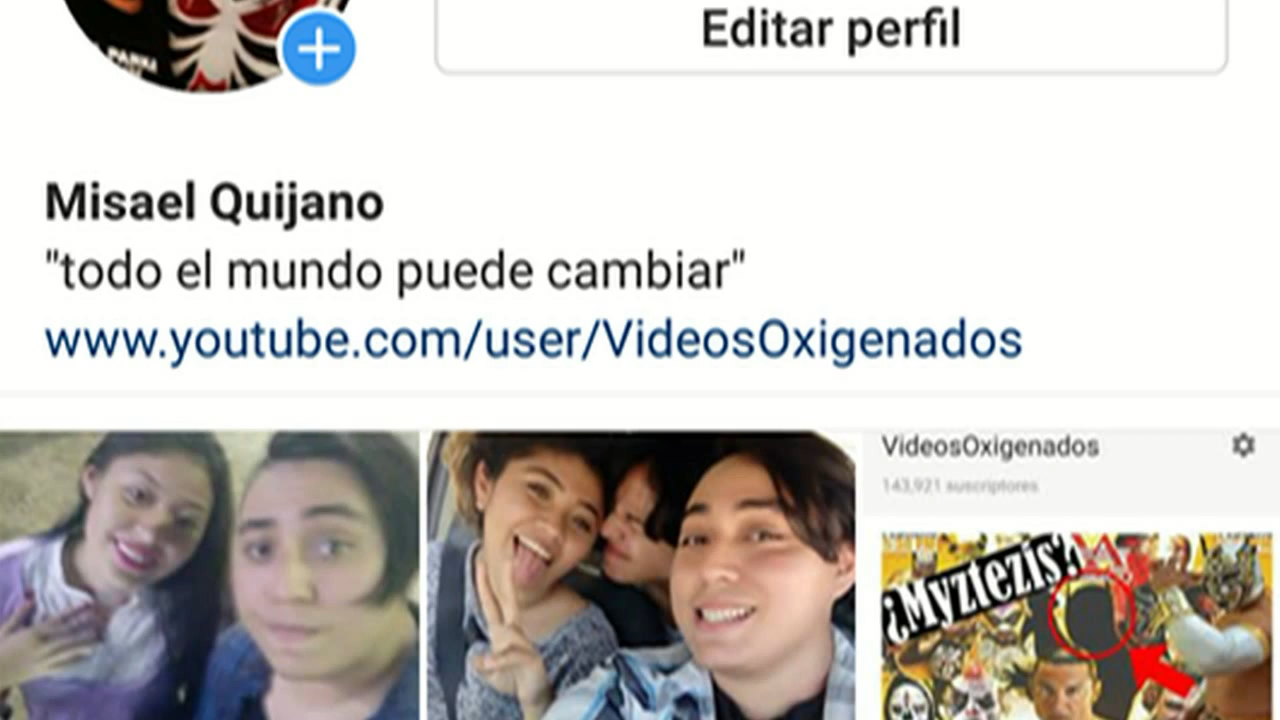 Editar perfil
Misael Quijano
"todo el mundo puede cambiar"
www.youtube.com/user/VideosOxigenados
VideosOxigenados
143,921 suscriptores
¿Myztezis?